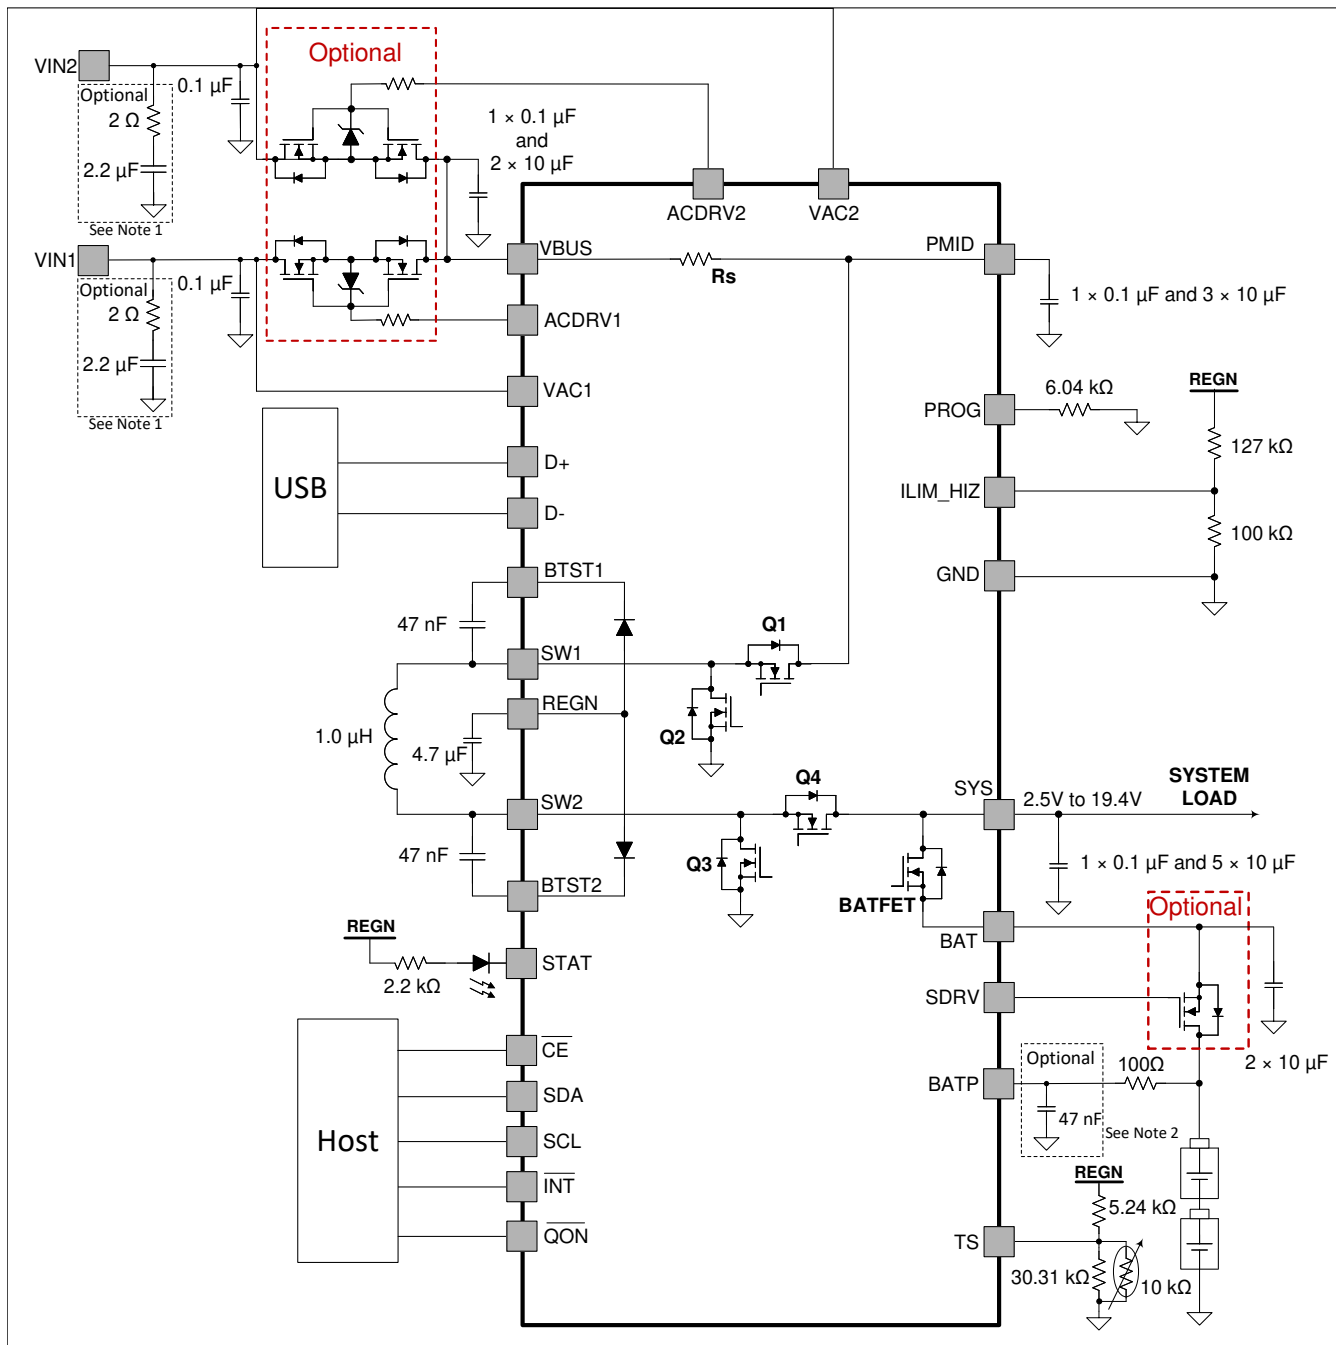 Optional
VIN2
0.1 µF
Optional
2 Ω
2.2 µF
See Note 1
1 × 0.1 µF
and
2 × 10 µF
ACDRV2
VAC2
VIN1
0.1 µF
Optional
2 Ω
2.2 µF
See Note 1
VBUS
Rs
PMID
1 × 0.1 µF and 3 × 10 µF
ACDRV1
VAC1
6.04 kΩ
PROG
REGN
127 kΩ
USB
D+
D-
ILIM_HIZ
100 kΩ
GND
BTST1
47 nF
SW1
Q1
REGN
Q2
1.0 µH
4.7 µF
SW2
Q4
Q3
SYS
2.5V to 19.4V
SYSTEM
LOAD
1 × 0.1 µF and 5 × 10 µF
47 nF
BTST2
BATFET
BAT
Optional
REGN
2.2 kΩ
STAT
SDRV
2 × 10 µF
Host
CE
SDA
SCL
INT
QON
BATP
Optional
47 nF
100Ω
See Note 2
REGN
5.24 kΩ
TS
30.31 kΩ
10 kΩ